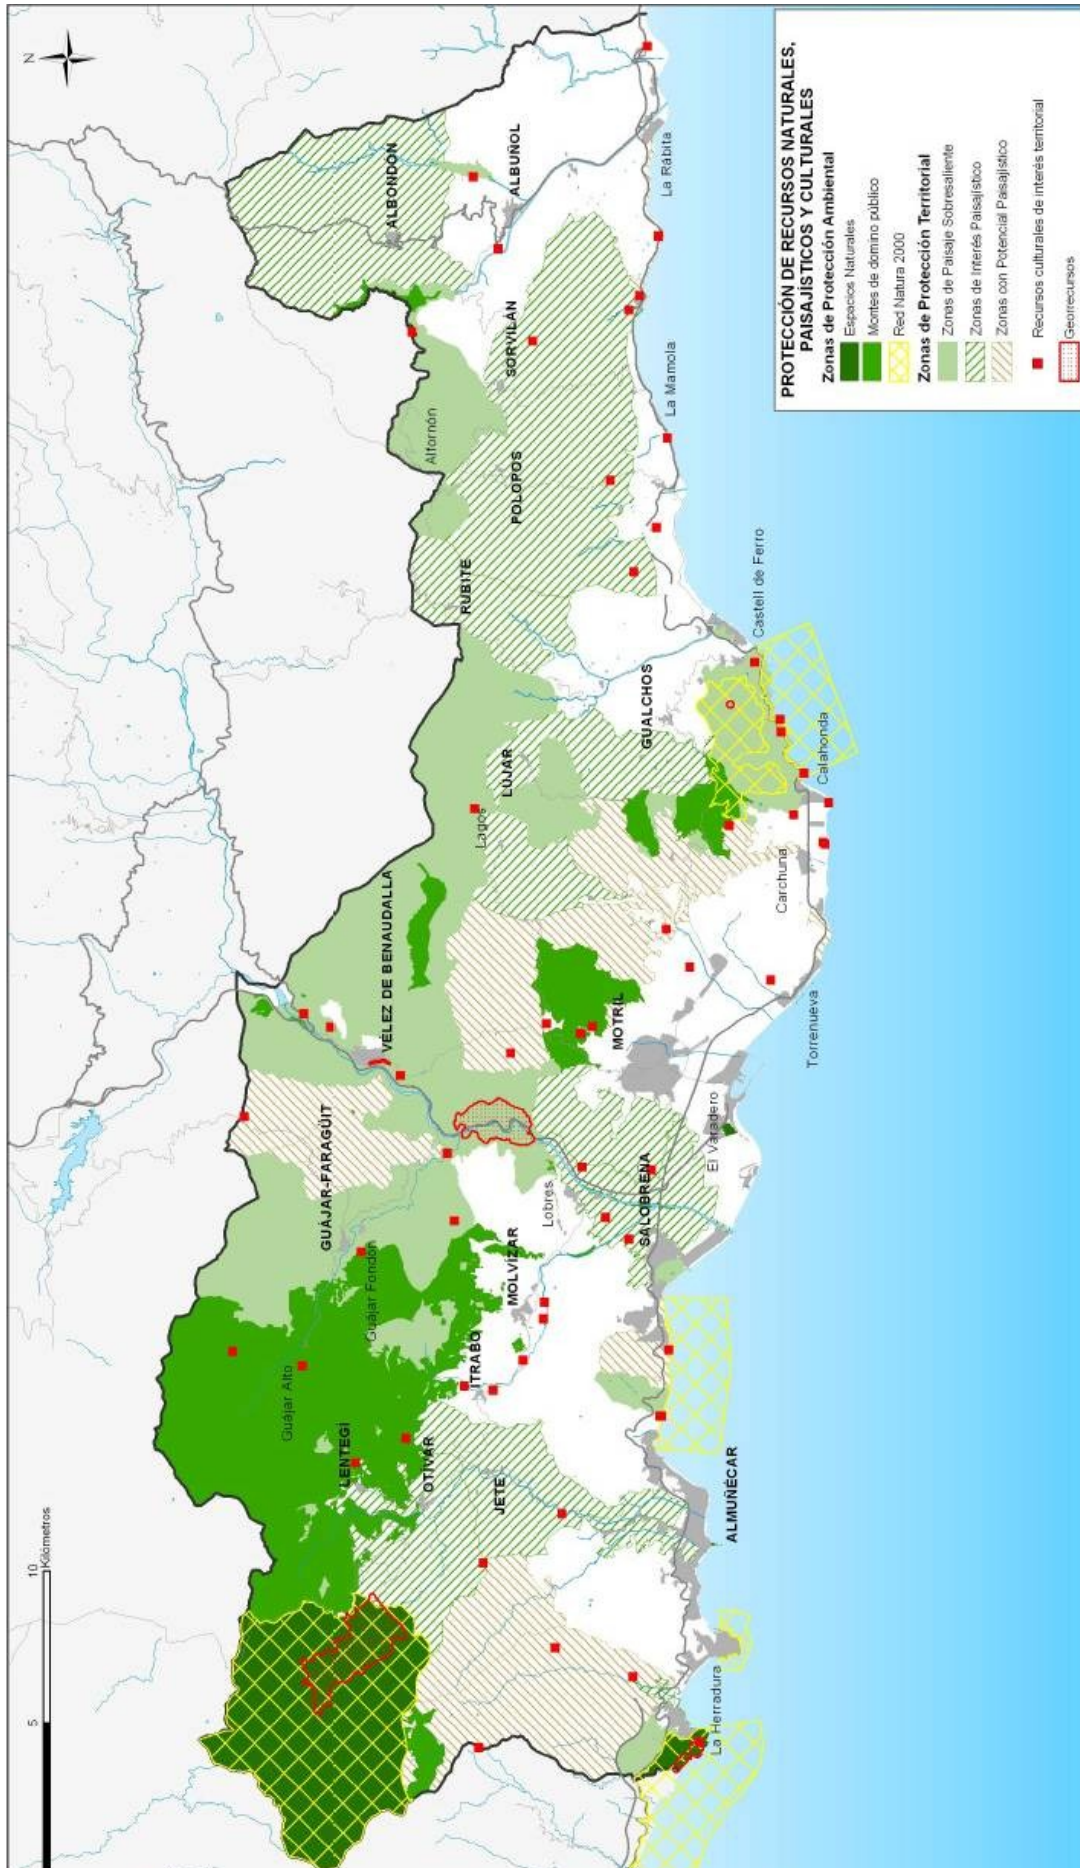 N
PROTECCIÓN DE RECURSOS NATURALES,
PAISAJÍSTICOS Y CULTURALES
Zonas de Protección Ambiental
Espacios Naturales
Montes de domino público
Red Natura 2000
Zonas de Protección Territorial
Zonas de Paisaje Sobresaliente
Zonas de Interés Paisajístico
Zonas con Potencial Paisajístico
Recursos culturales de interés territorial
Georrecursos
5
10
Kilómetros
ALBONDÓN
ALBUÑOL
La Rábita
SORVILÁN
Alfornón
La Mamola
POLOPOS
RUBITE
Castell de Ferro
GUALCHOS
Calahonda
LUJAR
Lagos
Carchuna
VÉLEZ DE BENAUDALLA
MOTRIL
Torrenueva
GUÁJAR-FARAGÜIT
El Varadero
SALOBREÑA
Lobres
Guájar Fondón
MOLVÍZAR
Guájar Alto
ITRABO
LENTEGÍ
OTÍVAR
JETE
ALMUÑÉCAR
La Herradura